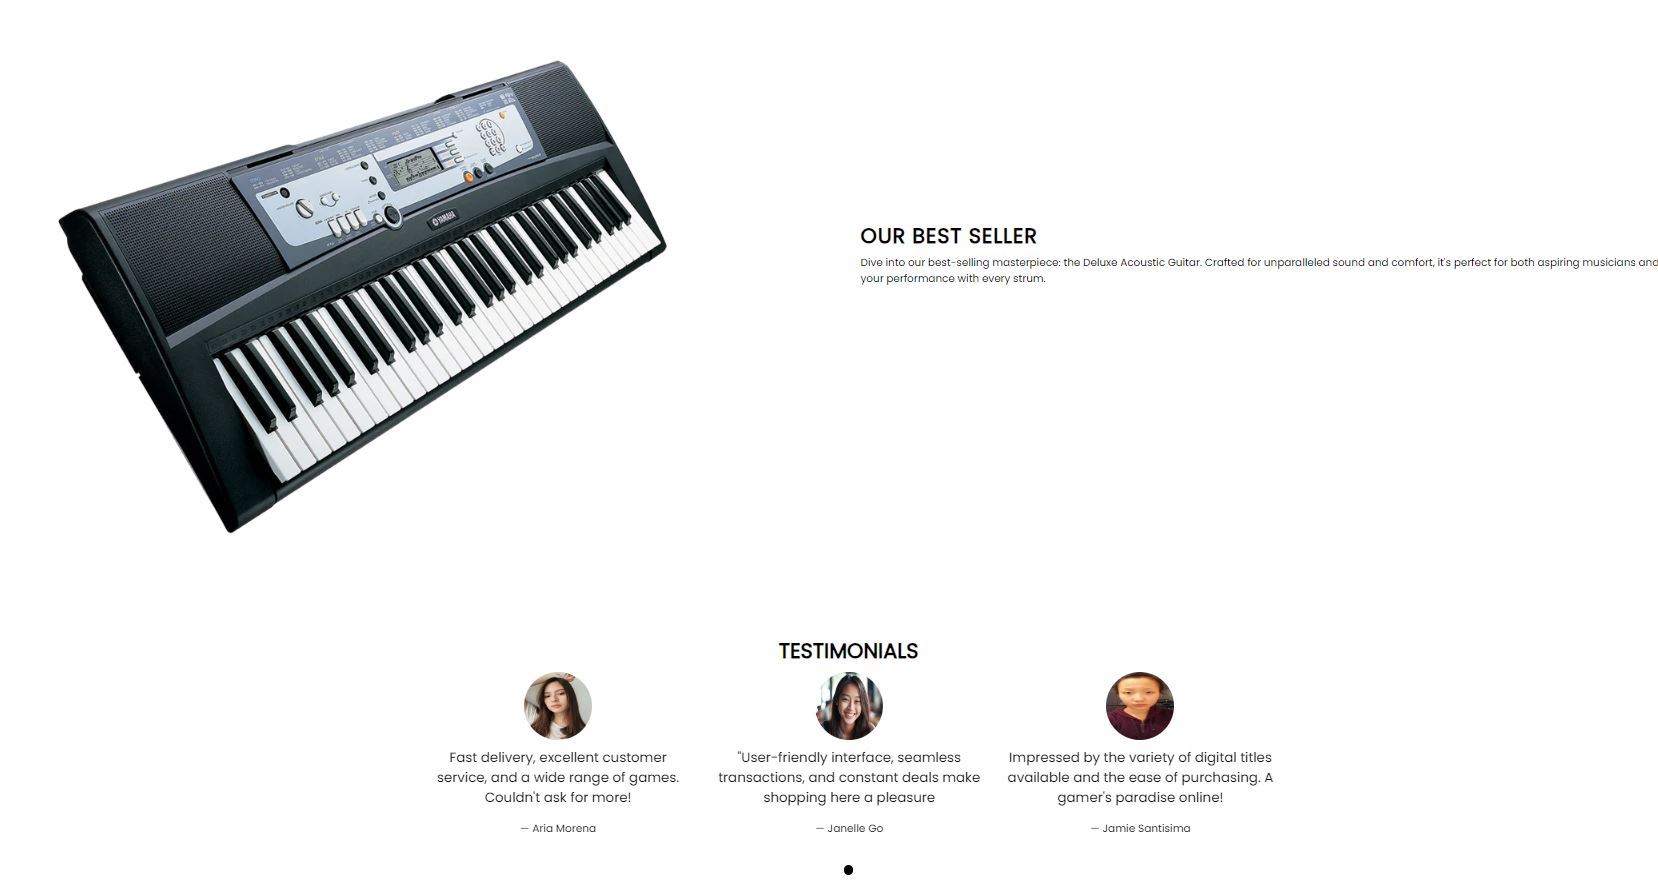 YAMAHA
OUR BEST SELLER
Dive into our best-selling masterpiece: the Deluxe Acoustic Guitar. Crafted for unparalleled sound and comfort, it's perfect for both aspiring musicians and
your performance with every strum.
TESTIMONIALS
Fast delivery, excellent customer
service, and a wide range of games.
Couldn't ask for more!
— Aria Morena
"User-friendly interface, seamless
transactions, and constant deals make
shopping here a pleasure
— Janelle Go
Impressed by the variety of digital titles
available and the ease of purchasing. A
gamer's paradise online!
— Jamie Santisima